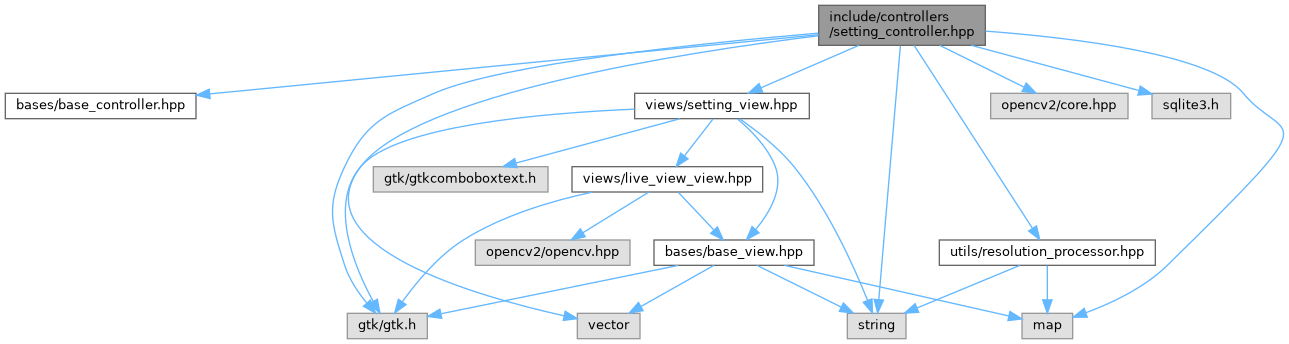 include/controllers
/setting_controller.hpp
bases/base_controller.hpp
views/setting_view.hpp
opencv2/core.hpp
sqlite3.h
gtk/gtkcomboboxtext.h
views/live_view_view.hpp
opencv2/opencv.hpp
bases/base_view.hpp
utils/resolution_processor.hpp
gtk/gtk.h
vector
string
map